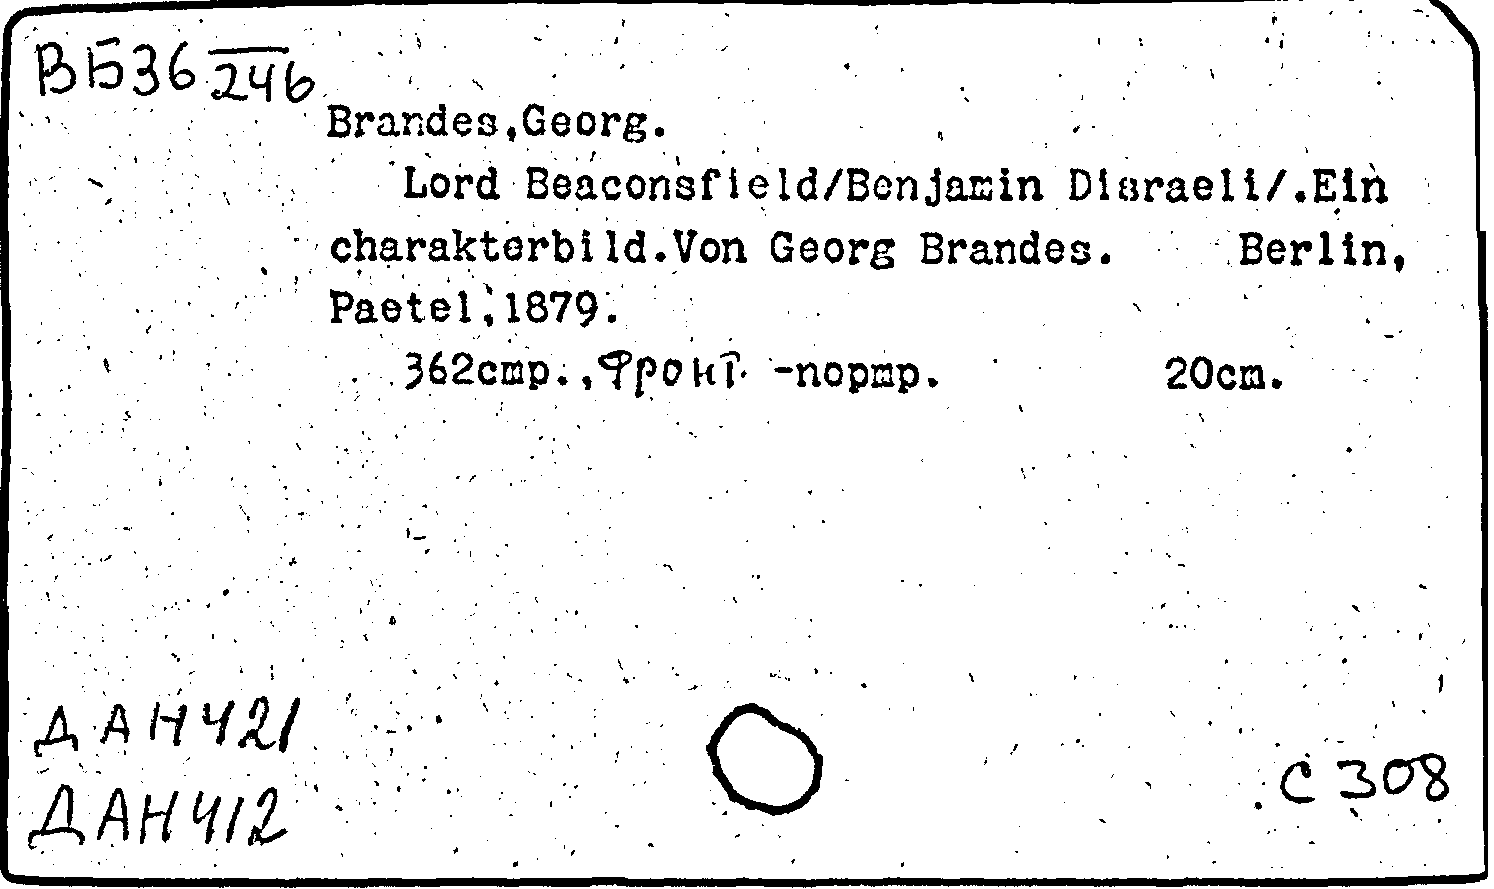 ВБ36 246
Brandes,Georg.
Lord Beaconsfield/Benjamin Disraeli/.Ein
charakterbild.Von Georg Brandes. Berlin,
Paetel,1879.
362стр.,Фронт.-портр. 20cm.
ДАН421
ДАН412
С308